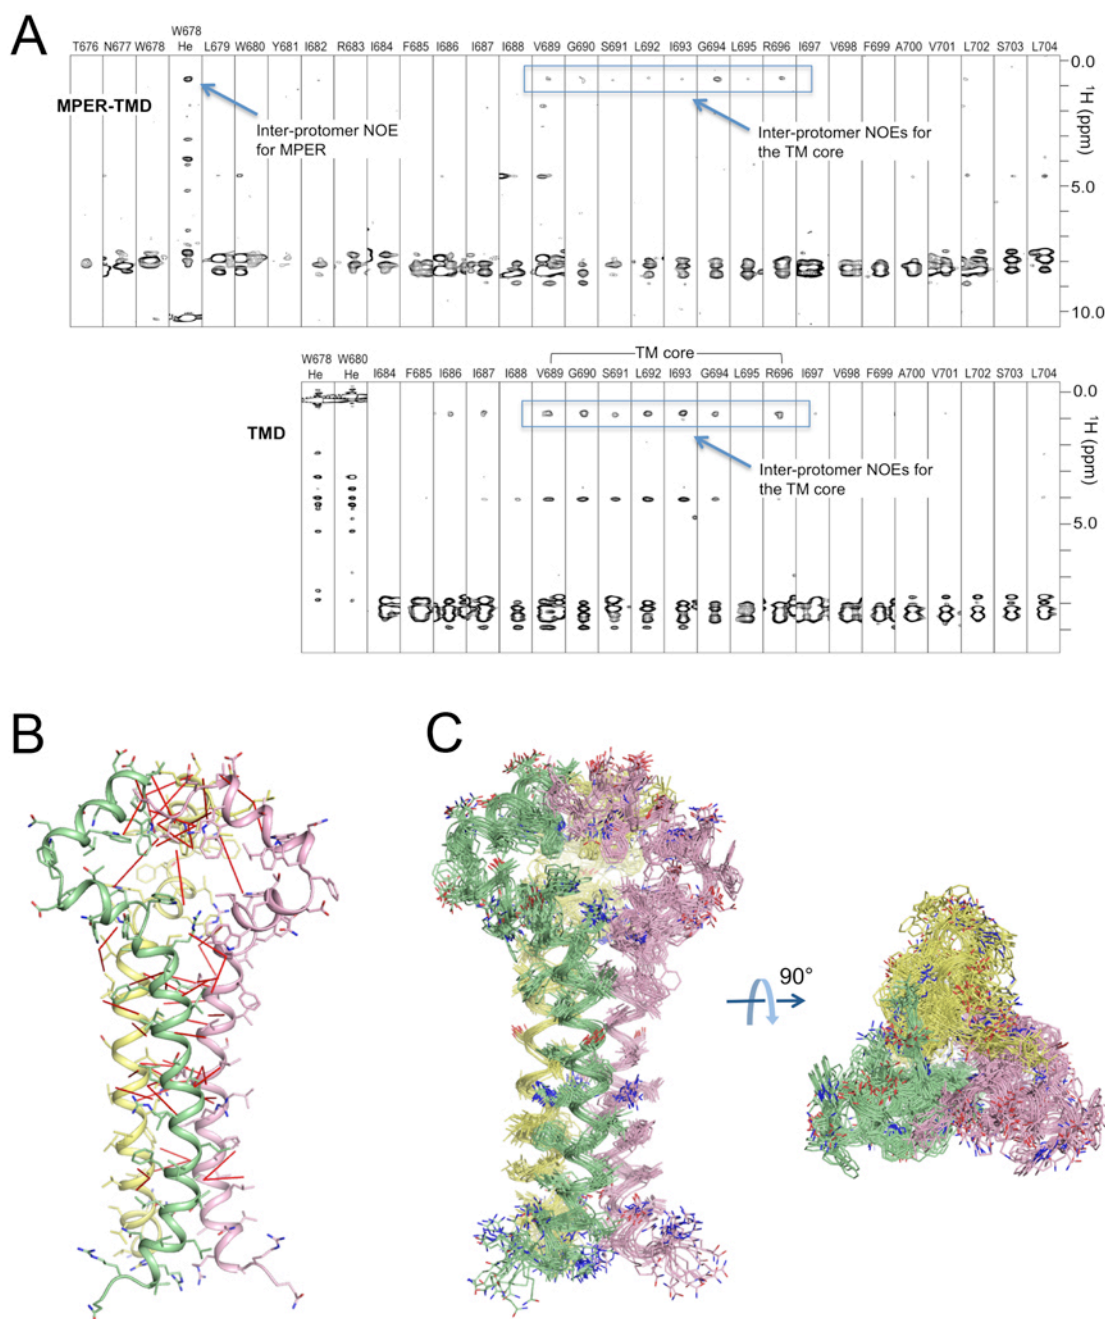 A
W678
T676 N677 W678 He L679 W680 Y681 I682 R683 I684 F685 I686 I687 I688 V689 G690 S691 L692 I693 G694 L695 R696 I697 V698 F699 A700 V701 L702 S703 L704
0.0
MPER-TMD
Inter-protomer NOE
for MPER
Inter-protomer NOEs for
the TM core
¹H (ppm)
5.0
10.0
TM core
W678 W680
He He I684 F685 I686 I687 I688 V689 G690 S691 L692 I693 G694 L695 R696 I697 V698 F699 A700 V701 L702 S703 L704
0.0
TMD
Inter-protomer NOEs for
the TM core
¹H (ppm)
5.0
B
C
90°